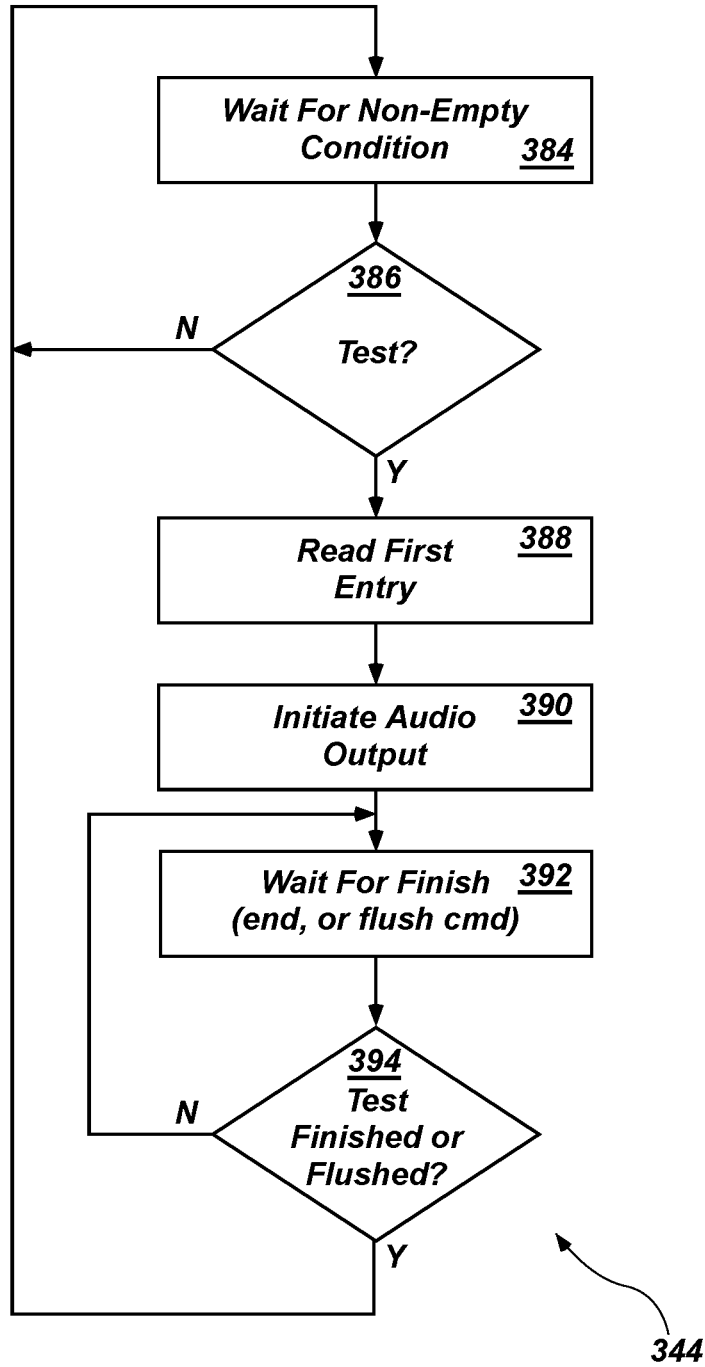 Wait For Non-Empty
Condition 384
386
N
Test?
Y
Read First 388
Entry
Initiate Audio 390
Output
Wait For Finish 392
(end, or flush cmd)
394
N
Test
Finished or
Flushed?
Y
344